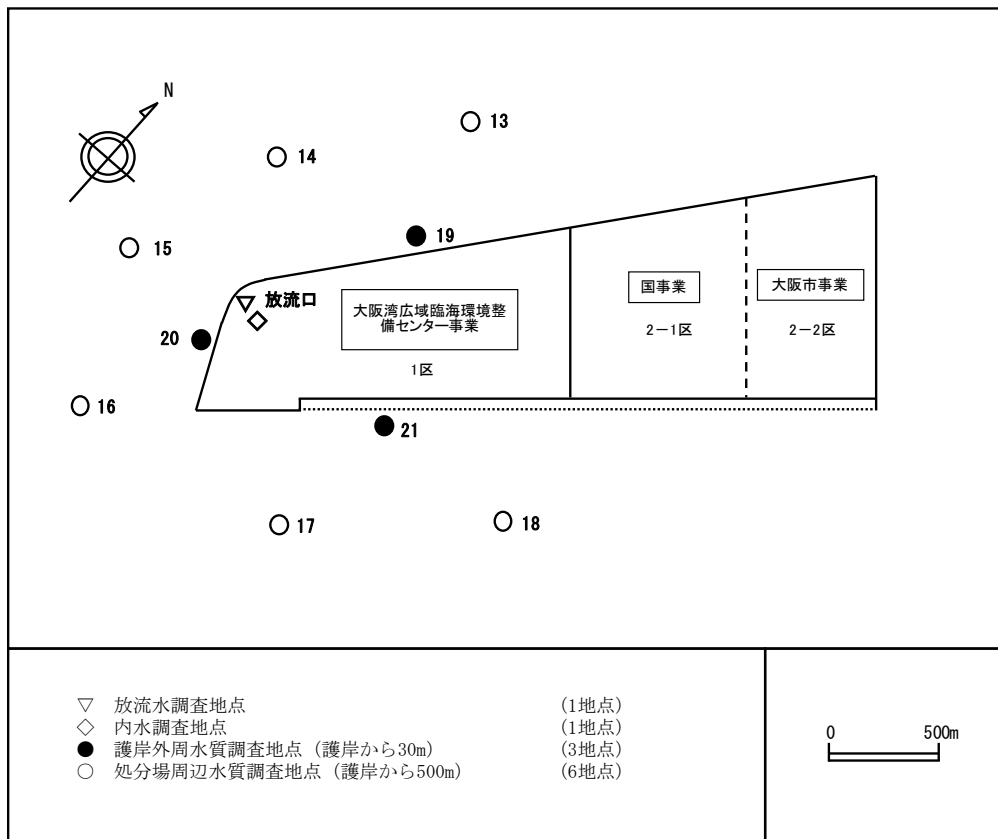 N
13
14
15
19
放流口
20
大阪湾広域臨海環境整
備センター事業
1区
国事業
2－1区
大阪市事業
2－2区
16
21
17
18
▽ 放流水調査地点 (1地点)
◇ 内水調査地点 (1地点)
● 護岸外周水質調査地点（護岸から30m） (3地点)
○ 処分場周辺水質調査地点（護岸から500m） (6地点)
0 500m